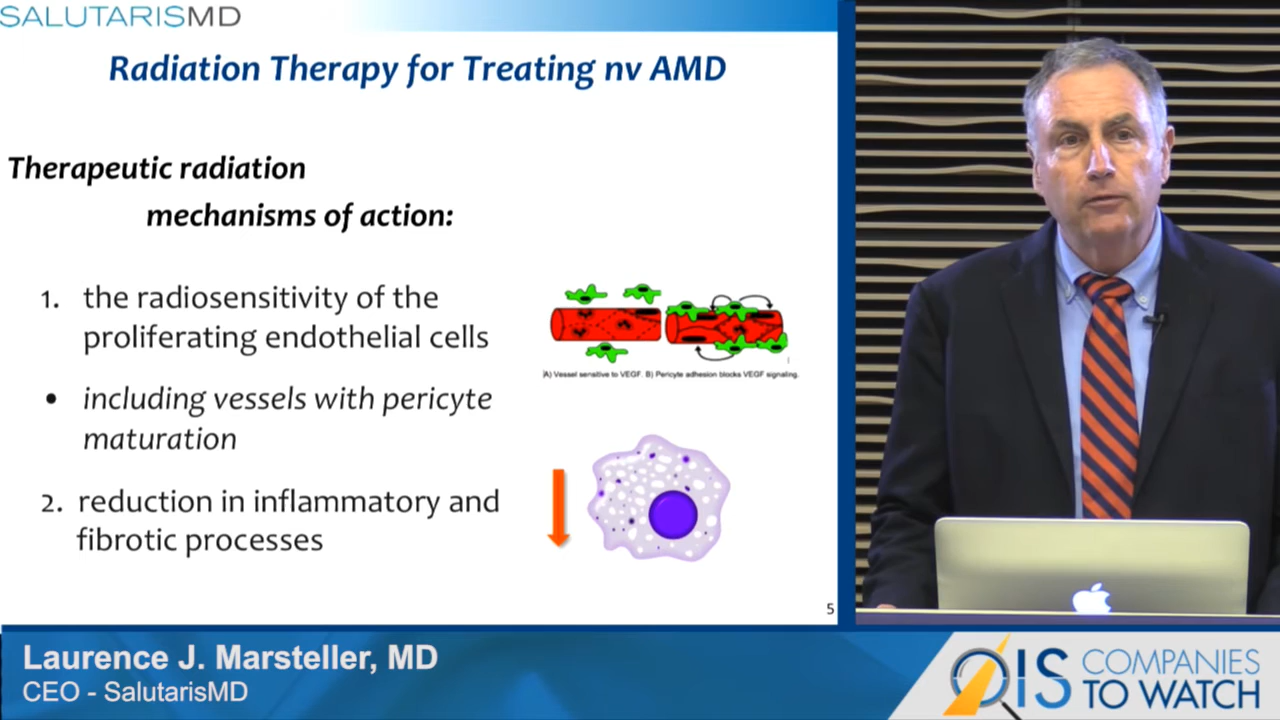 SALUTARISMD
Radiation Therapy for Treating nv AMD
Therapeutic radiation
mechanisms of action:
1. the radiosensitivity of the
proliferating endothelial cells
• including vessels with pericyte
maturation
2. reduction in inflammatory and
fibrotic processes
A) Vessel sensitive to VEGF. B) Pericyte adhesion blocks VEGF signaling.
5
Laurence J. Marsteller, MD
CEO - SalutarisMD
OIS COMPANIES
TO WATCH